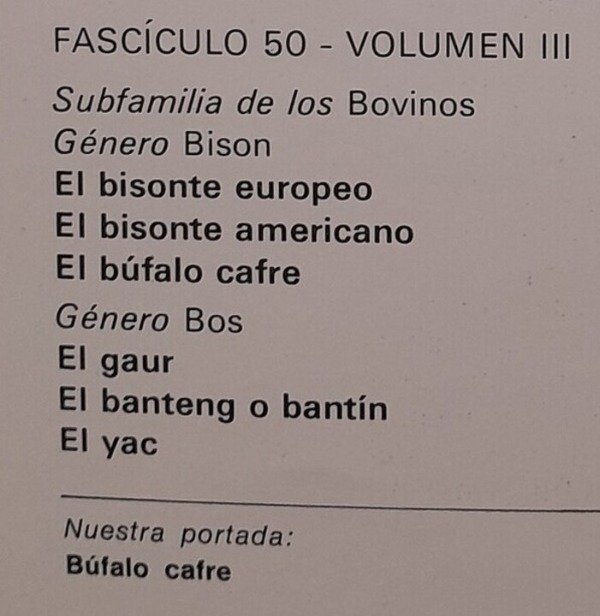 FASCÍCULO 50 - VOLUMEN III
Subfamilia de los Bovinos
Género Bison
El bisonte europeo
El bisonte americano
El búfalo cafre
Género Bos
El gaur
El banteng o bantín
El yac
Nuestra portada:
Búfalo cafre